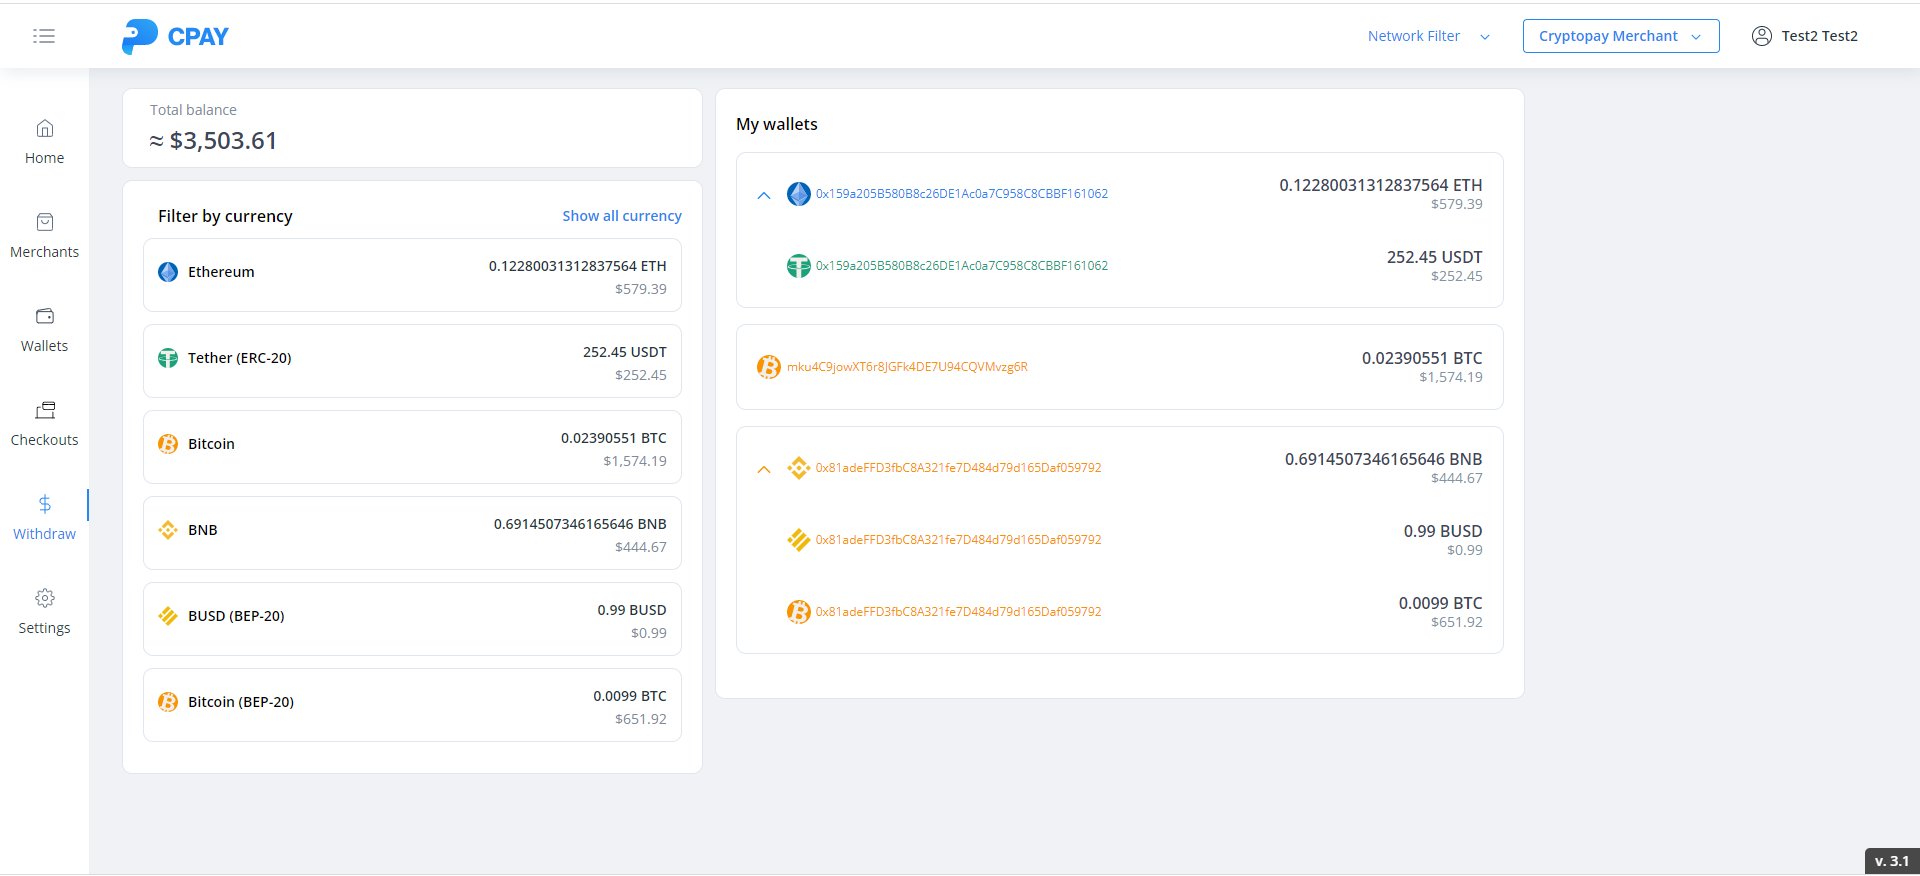 CPAY
Network Filter
Cryptopay Merchant
Test2 Test2
Home
Merchants
Wallets
Checkouts
Withdraw
Settings
Total balance
≈ $3,503.61
Filter by currency
Show all currency
Ethereum
0.12280031312837564 ETH
$579.39
Tether (ERC-20)
252.45 USDT
$252.45
Bitcoin
0.02390551 BTC
$1,574.19
BNB
0.6914507346165646 BNB
$444.67
BUSD (BEP-20)
0.99 BUSD
$0.99
Bitcoin (BEP-20)
0.0099 BTC
$651.92
My wallets
0x159a205B580B8c26DE1Ac0a7C958C8CBBF161062
0.12280031312837564 ETH
$579.39
0x159a205B580B8c26DE1Ac0a7C958C8CBBF161062
252.45 USDT
$252.45
mku4C9jowXT6r8JGFk4DE7U94CQVMvzg6R
0.02390551 BTC
$1,574.19
0x81adeFFD3fbC8A321fe7D484d79d165Daf059792
0.6914507346165646 BNB
$444.67
0x81adeFFD3fbC8A321fe7D484d79d165Daf059792
0.99 BUSD
$0.99
0x81adeFFD3fbC8A321fe7D484d79d165Daf059792
0.0099 BTC
$651.92
v. 3.1